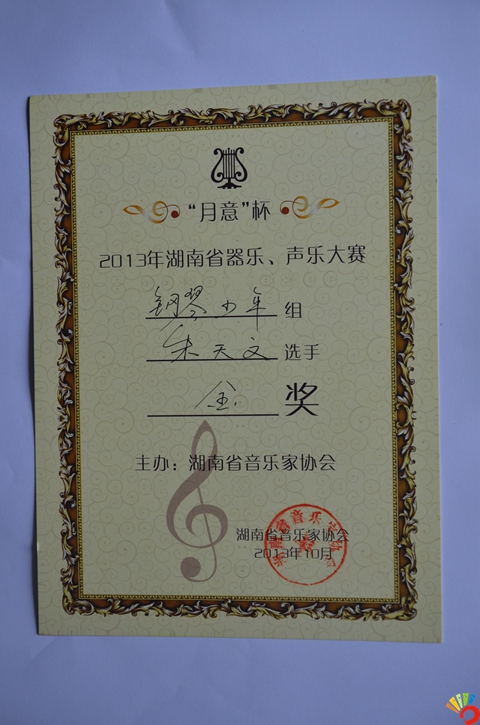 “月意”杯
2013年湖南省器乐、声乐大赛
钢琴少年组
朱天文选手
金奖
主办：湖南省音乐家协会
湖南省音乐家协会
2013年10月